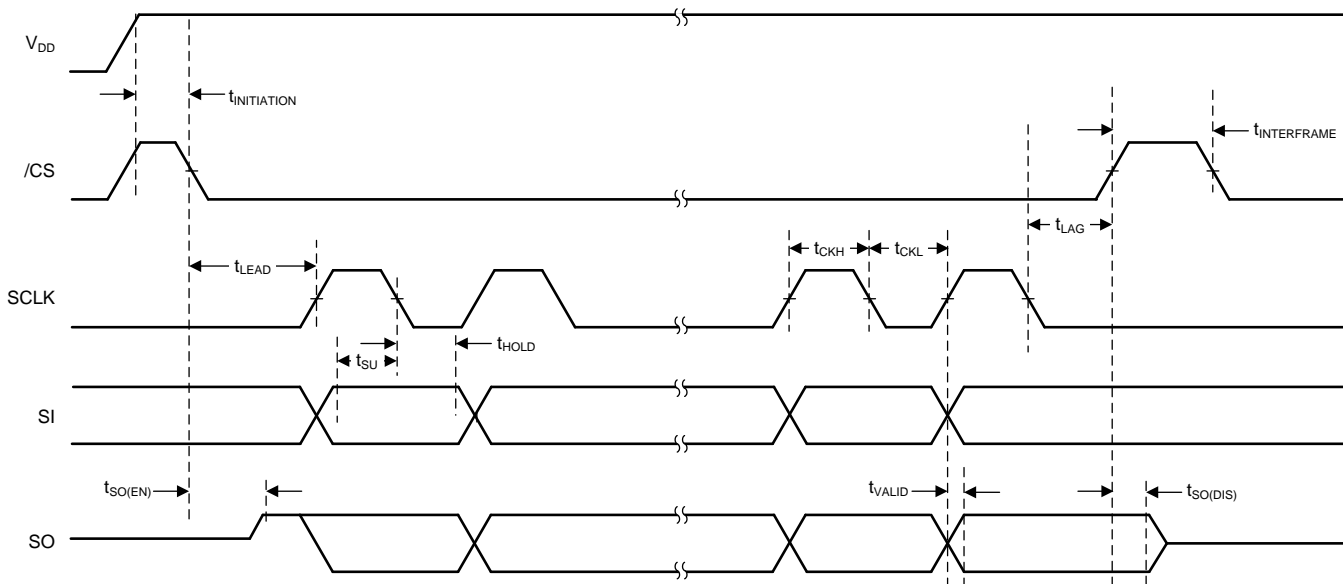 VDD
tINITIATION
/CS
tINTERFRAME
tLAG
tLEAD
tCKH
tCKL
SCLK
tSU
tHOLD
SI
tSO(EN)
tVALID
tSO(DIS)
SO